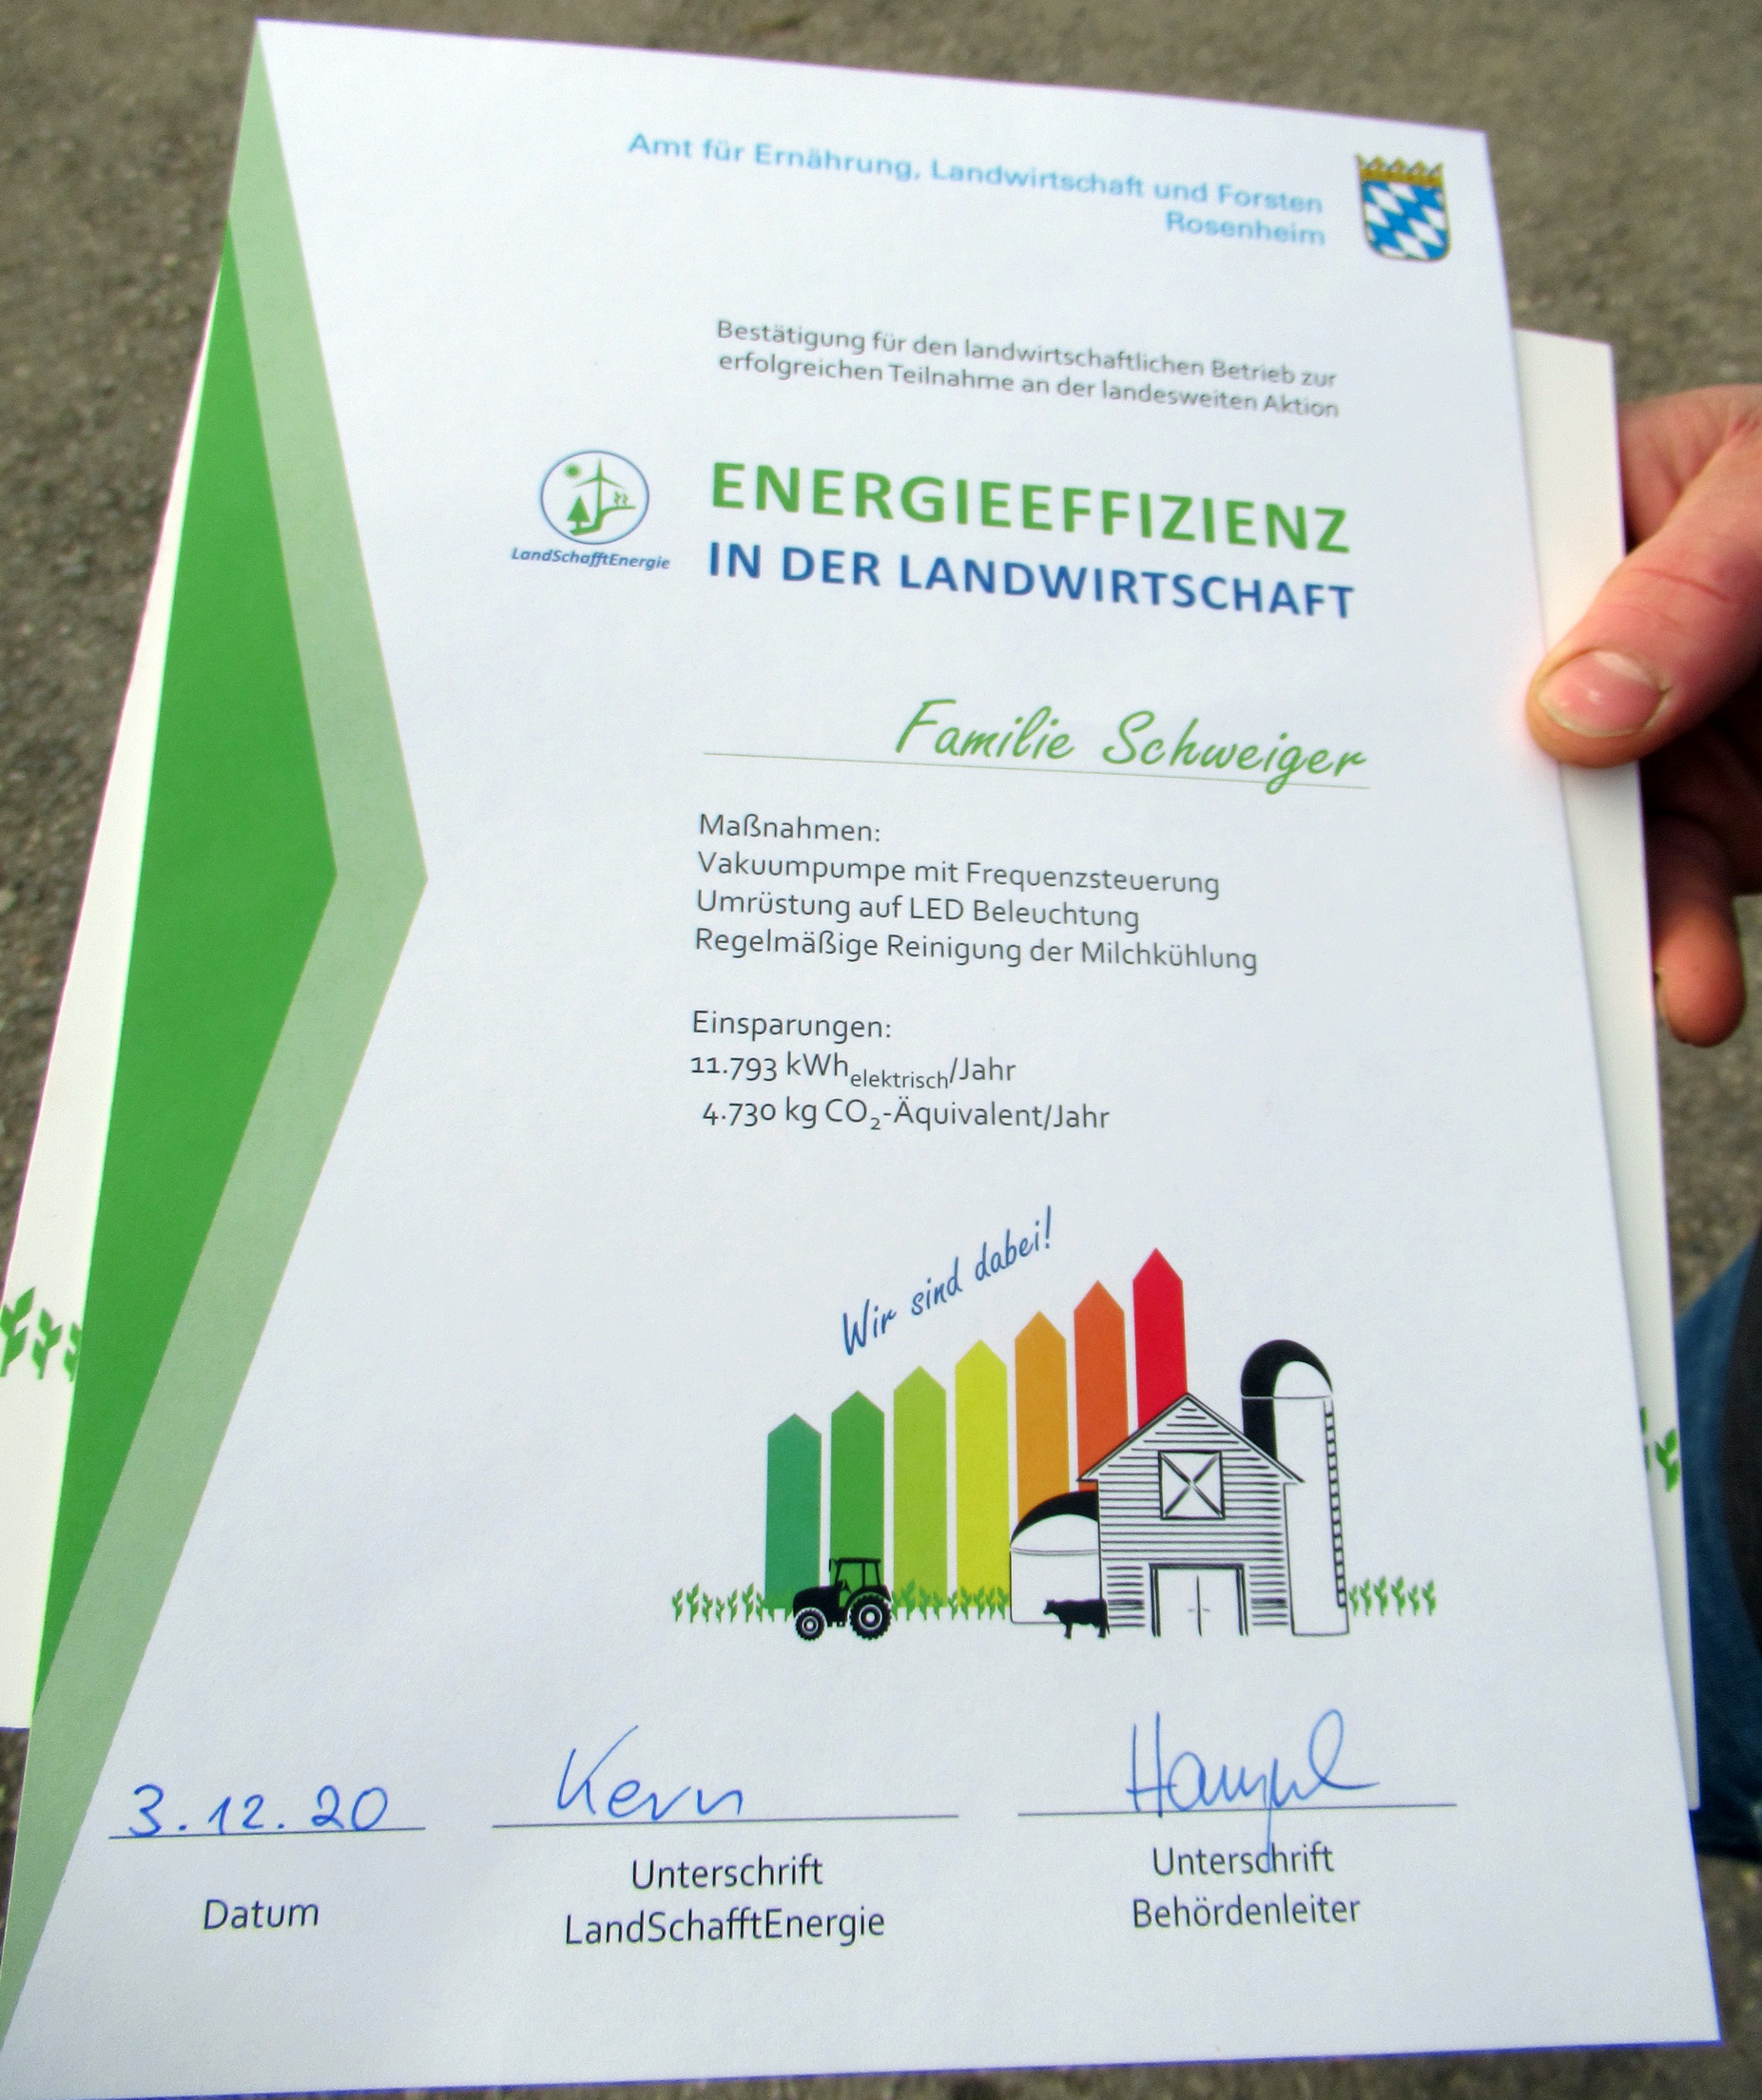 Amt für Ernährung, Landwirtschaft und Forsten
Rosenheim
Bestätigung für den landwirtschaftlichen Betrieb zur
erfolgreichen Teilnahme an der landesweiten Aktion
LandSchafftEnergie
ENERGIEEFFIZIENZ
IN DER LANDWIRTSCHAFT
Familie Schweiger
Maßnahmen:
Vakuumpumpe mit Frequenzsteuerung
Umrüstung auf LED Beleuchtung
Regelmäßige Reinigung der Milchkühlung
Einsparungen:
11.793 kWhelektrisch/Jahr
4.730 kg CO₂-Äquivalent/Jahr
Wir sind dabei!
3.12.20
Kern
Datum
Unterschrift
LandSchafftEnergie
Unterschrift
Behördenleiter